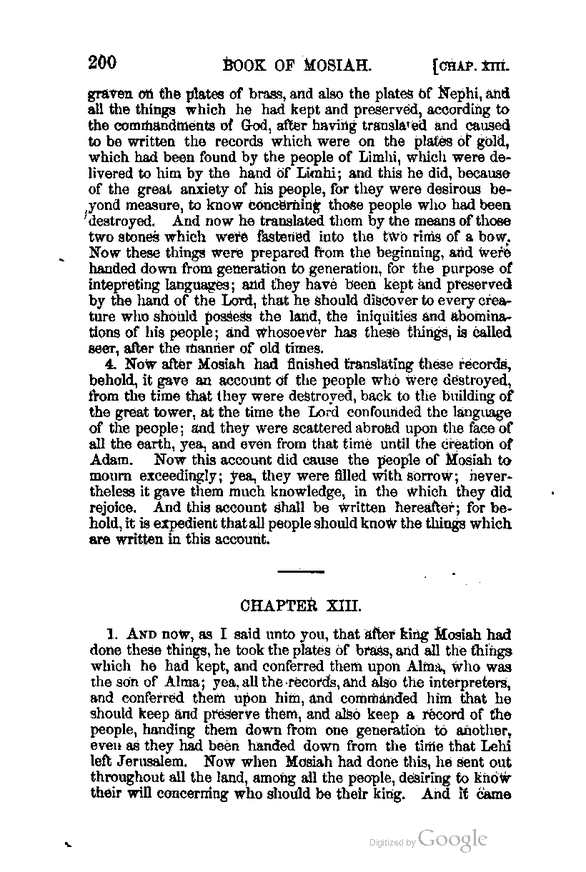 200 BOOK OF MOSIAH. [CHAP. XIII.
graven on the plates of brass, and also the plates of Nephi, and
all the things which he had kept and preserved, according to
the commandments of God, after having translated and caused
to be written the records which were on the plates of gold,
which had been found by the people of Limhi, which were de-
livered to him by the hand of Limhi; and this he did, because
of the great anxiety of his people, for they were desirous be-
yond measure, to know concerning those people who had been
destroyed. And now he translated them by the means of those
two stones which were fastened into the two rims of a bow.
Now these things were prepared from the beginning, and were
handed down from generation to generation, for the purpose of
intepreting languages; and they have been kept and preserved
by the hand of the Lord, that he should discover to every crea-
ture who should possess the land, the iniquities and abomina-
tions of his people; and whosoever has these things, is called
seer, after the manner of old times.
4. Now after Mosiah had finished translating these records,
behold, it gave an account of the people who were destroyed,
from the time that they were destroyed, back to the building of
the great tower, at the time the Lord confounded the language
of the people; and they were scattered abroad upon the face of
all the earth, yea, and even from that time until the creation of
Adam. Now this account did cause the people of Mosiah to
mourn exceedingly; yea, they were filled with sorrow; never-
theless it gave them much knowledge, in the which they did
rejoice. And this account shall be written hereafter; for be-
hold, it is expedient that all people should know the things which
are written in this account.
CHAPTER XIII.
1. AND now, as I said unto you, that after king Mosiah had
done these things, he took the plates of brass, and all the things
which he had kept, and conferred them upon Alma, who was
the son of Alma; yea, all the records, and also the interpreters,
and conferred them upon him, and commanded him that he
should keep and preserve them, and also keep a record of the
people, handing them down from one generation to another,
even as they had been handed down from the time that Lehi
left Jerusalem. Now when Mosiah had done this, he sent out
throughout all the land, among all the people, desiring to know
their will concerning who should be their king. And it came
Digitized by Google